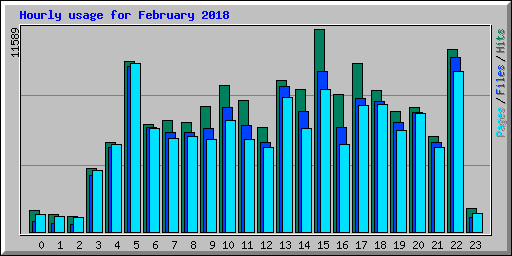 Hourly usage for February 2018
11589
Pages/Files/Hits
0 1 2 3 4 5 6 7 8 9 10 11 12 13 14 15 16 17 18 19 20 21 22 23